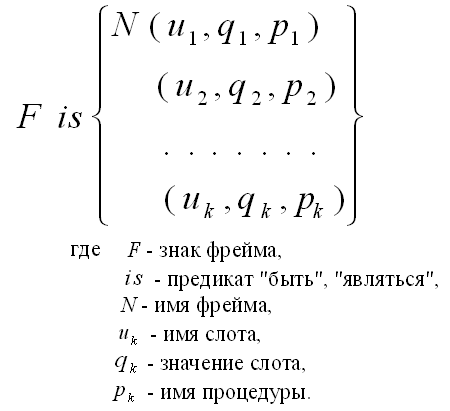 N ( u₁ , q₁ , p₁ )
( u₂ , q₂ , p₂ )
F is
. . . . . . .
( uₖ , qₖ , pₖ )
где F - знак фрейма,
is - предикат "быть", "являться",
N - имя фрейма,
uₖ - имя слота,
qₖ - значение слота,
pₖ - имя процедуры.